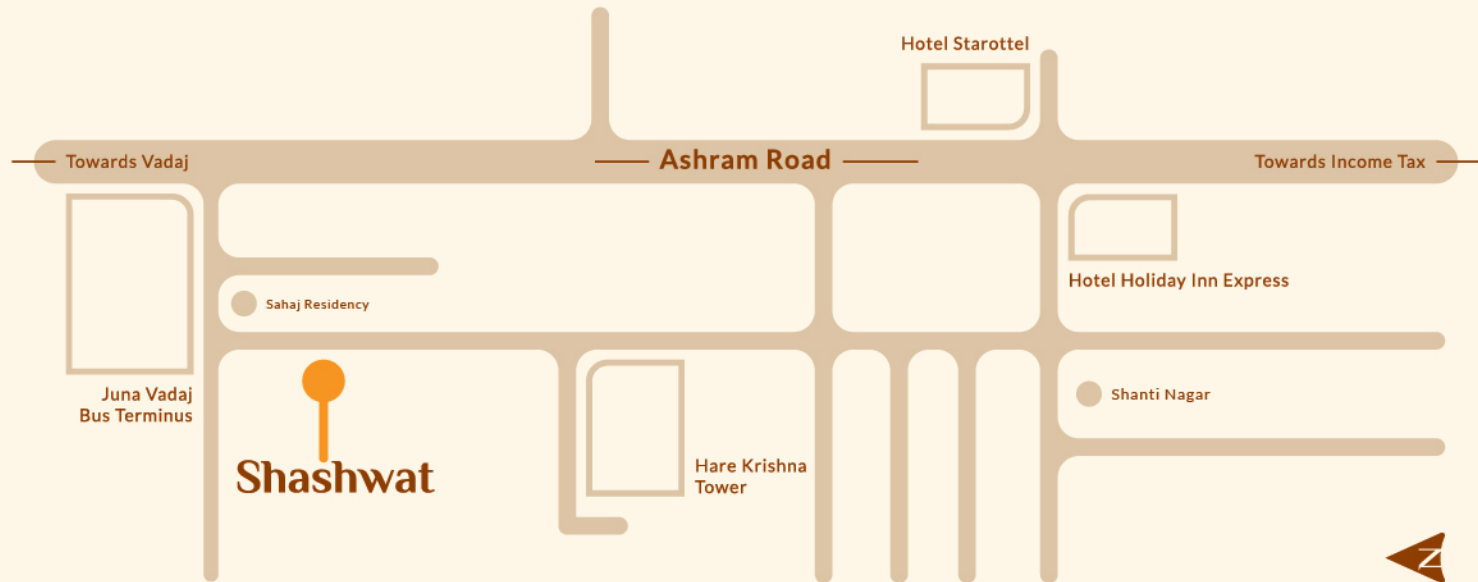 Hotel Starottel
Towards Vadaj
Ashram Road
Towards Income Tax
Hotel Holiday Inn Express
Sahaj Residency
Juna Vadaj
Bus Terminus
Shanti Nagar
Shashwat
Hare Krishna
Tower
N